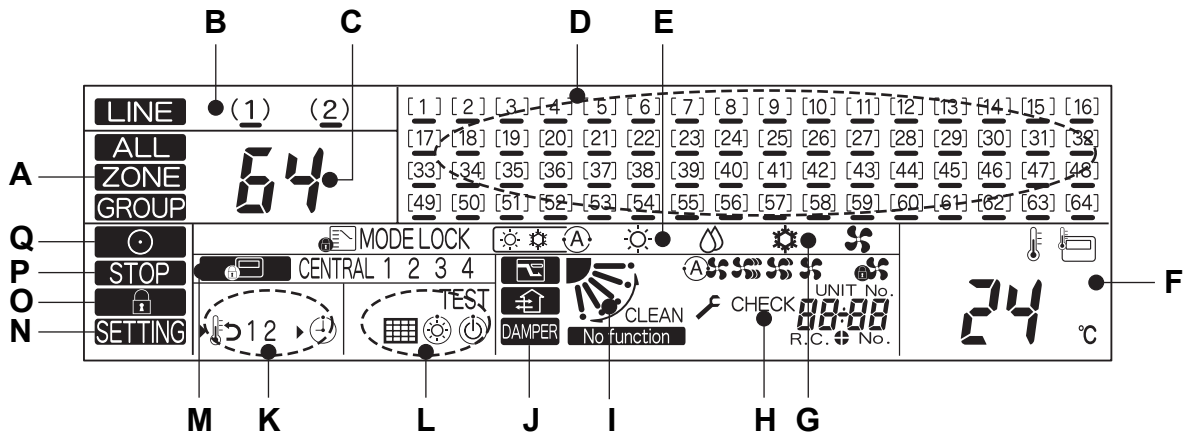 B C D E
LINE (1) (2) [1] [2] [3] [4] [5] [6] [7] [8] [9] [10] [11] [12] [13] [14] [15] [16]
ALL [17] [18] [19] [20] [21] [22] [23] [24] [25] [26] [27] [28] [29] [30] [31] [32]
A ZONE 64 [33] [34] [35] [36] [37] [38] [39] [40] [41] [42] [43] [44] [45] [46] [47] [48]
GROUP [49] [50] [51] [52] [53] [54] [55] [56] [57] [58] [59] [60] [61] [62] [63] [64]
Q MODE LOCK A
P STOP CENTRAL 1 2 3 4 A
O TEST UNIT No. F
CLEAN CHECK 88:88 24 °C
N SETTING 12 DAMPER No function R.C. No.
M K L J I H G